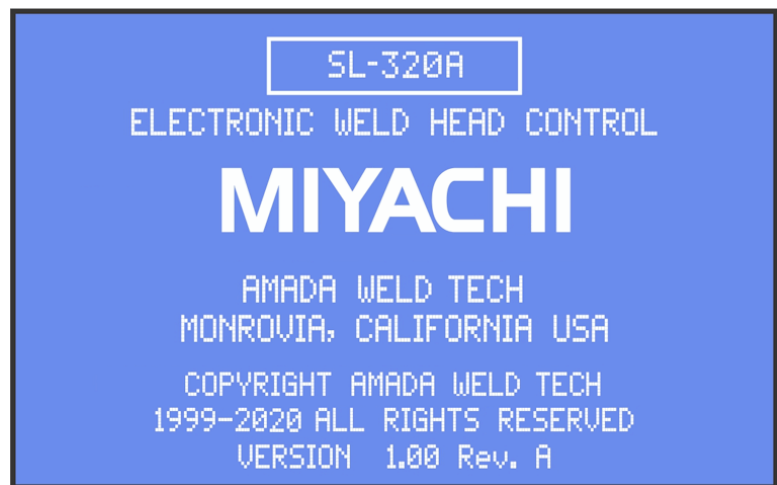 SL-320A
ELECTRONIC WELD HEAD CONTROL
MIYACHI
AMADA WELD TECH
MONROVIA, CALIFORNIA USA
COPYRIGHT AMADA WELD TECH
1999-2020 ALL RIGHTS RESERVED
VERSION 1.00 Rev. A